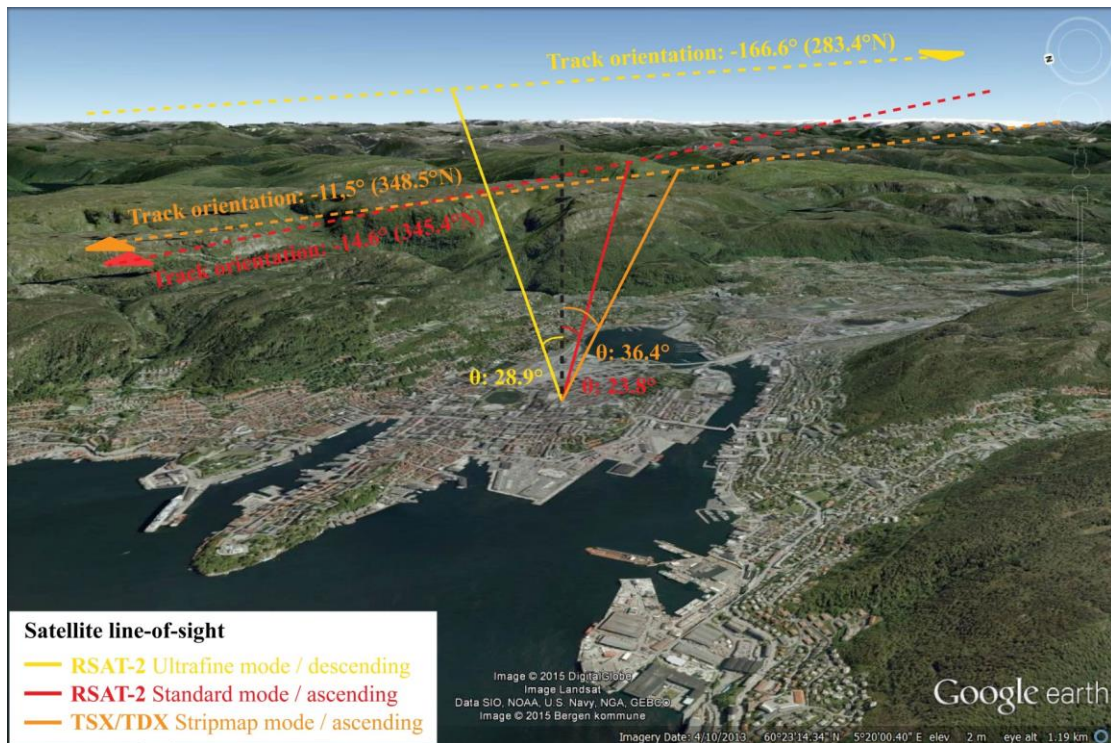 Track orientation: -166.6° (283.4°N)
N
Track orientation: -11,5° (348.5°N)
Track orientation: -14.6° (345.4°N)
θ: 36.4°
θ: 28.9°
θ: 23.8°
Satellite line-of-sight
RSAT-2 Ultrafine mode / descending
RSAT-2 Standard mode / ascending
TSX/TDX Stripmap mode / ascending
Image © 2015 DigitalGlobe
Image Landsat
Data SIO, NOAA, U.S. Navy, NGA, GEBCO
Image © 2015 Bergen kommune
Google earth
Imagery Date: 4/10/2013 60°23'14.34" N 5°20'00.40" E elev 2 m eye alt 1.19 km